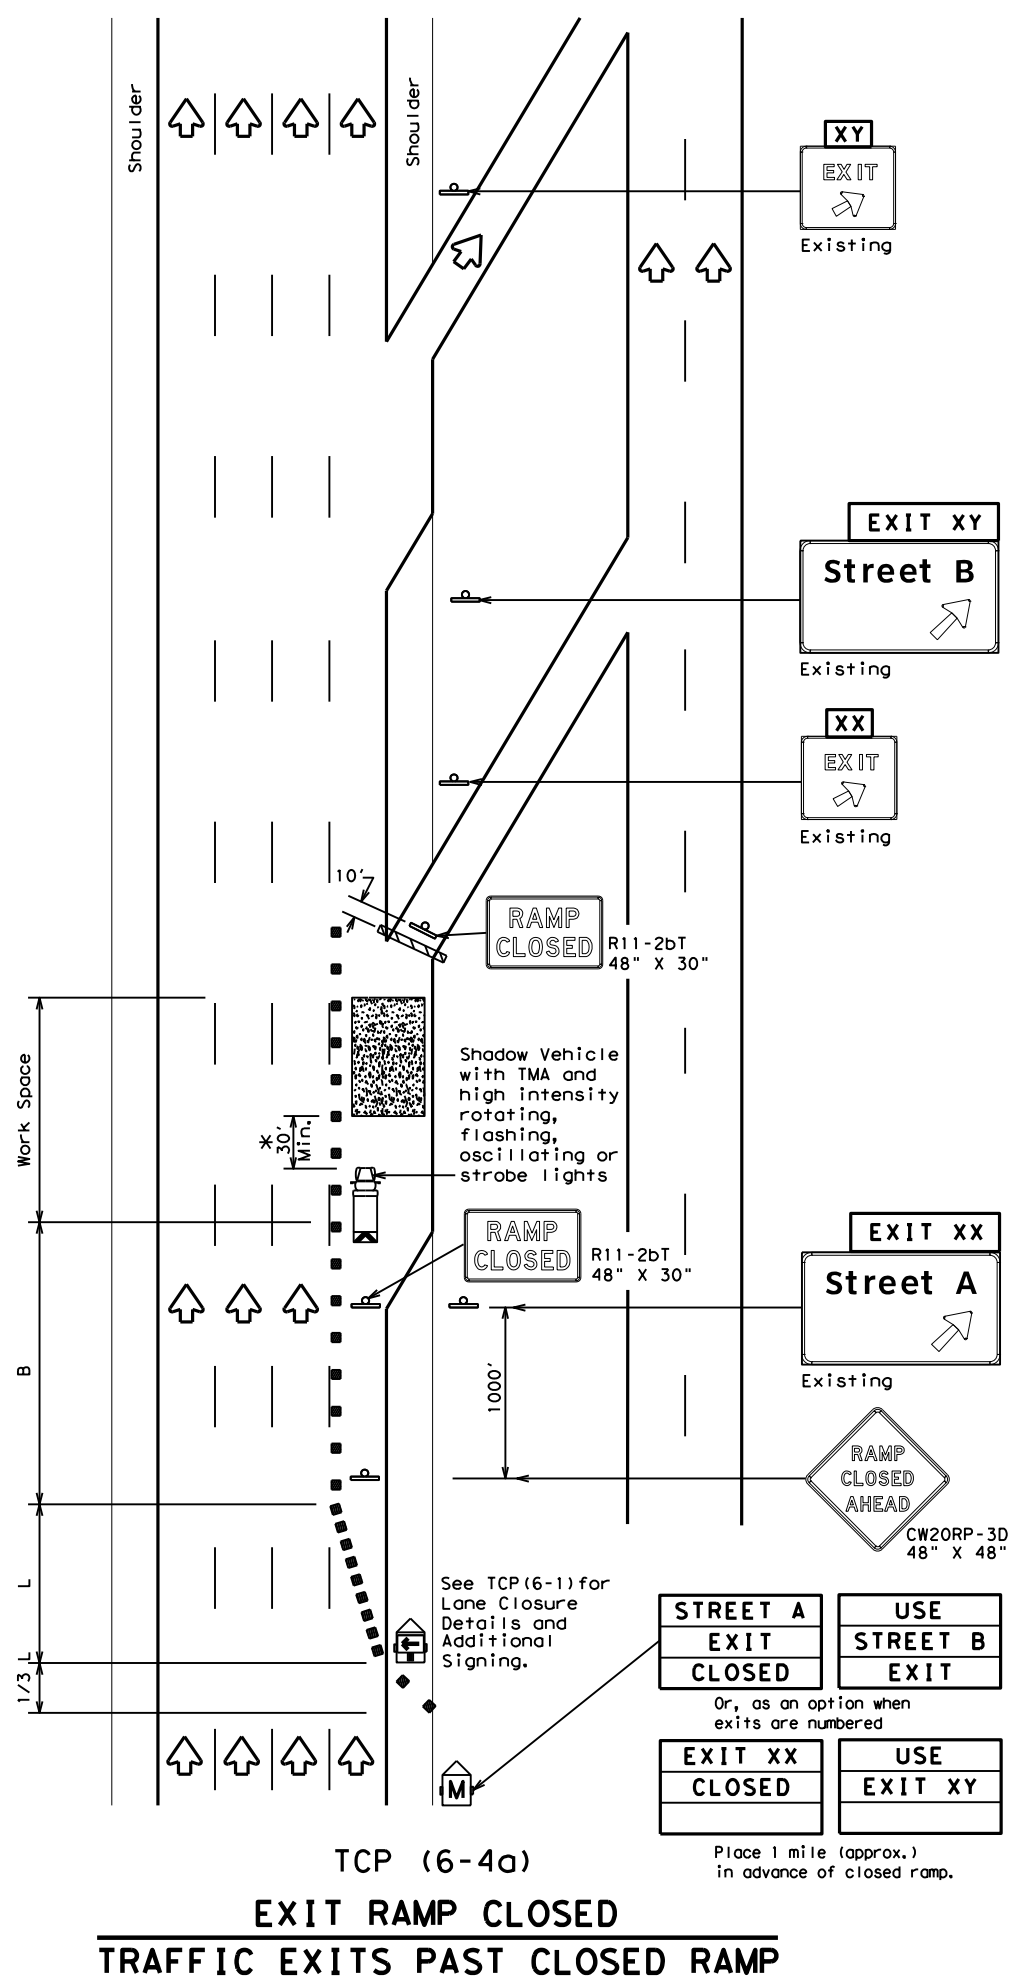 Shoulder
Shoulder
XY
EXIT
Existing
EXIT XY
Street B
Existing
XX
EXIT
Existing
10'
RAMP
CLOSED
R11-2bT
48" X 30"
Work Space
*
30'
Min.
Shadow Vehicle
with TMA and
high intensity
rotating,
flashing,
oscillating or
strobe lights
RAMP
CLOSED
R11-2bT
48" X 30"
EXIT XX
Street A
Existing
B
1000'
RAMP
CLOSED
AHEAD
CW20RP-3D
48" X 48"
L
1/3 L
See TCP(6-1)for
Lane Closure
Details and
Additional
Signing.
STREET A
EXIT
CLOSED
USE
STREET B
EXIT
Or, as an option when
exits are numbered
EXIT XX
CLOSED
USE
EXIT XY
M
Place 1 mile (approx.)
in advance of closed ramp.
TCP (6-4a)
EXIT RAMP CLOSED
TRAFFIC EXITS PAST CLOSED RAMP